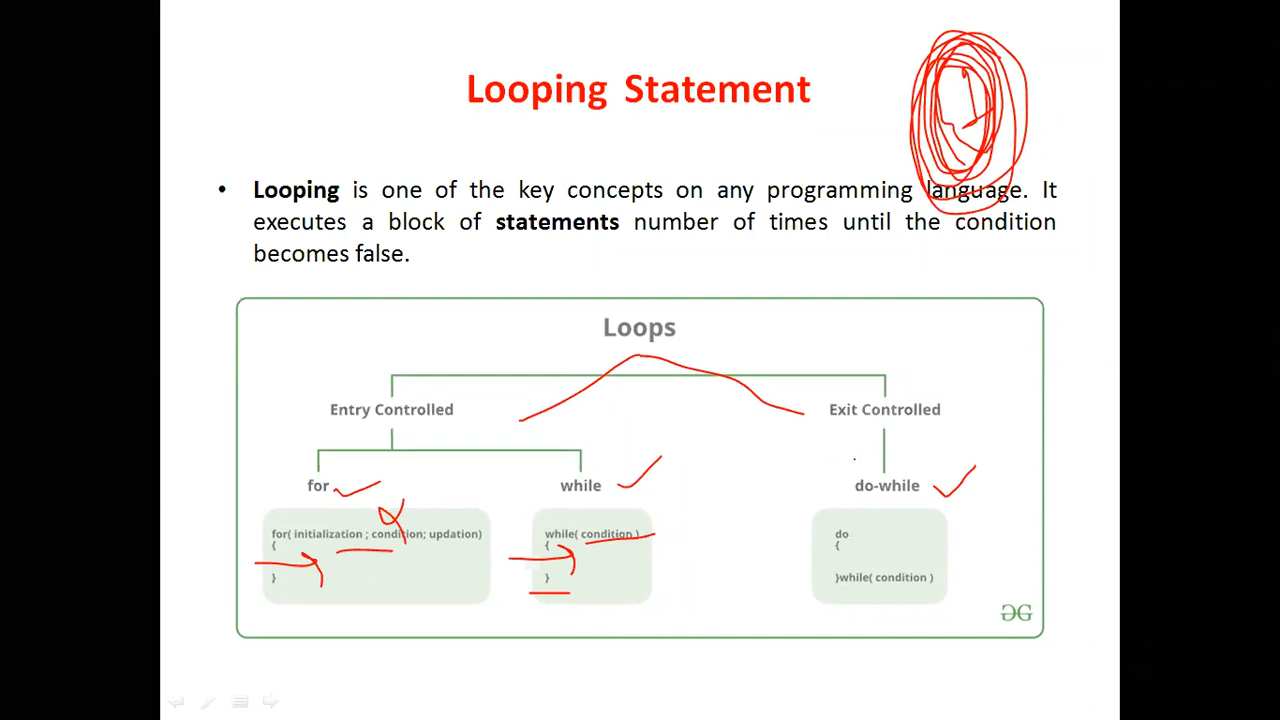 Looping Statement
• Looping is one of the key concepts on any programming language. It
executes a block of statements number of times until the condition
becomes false.
Loops
Entry Controlled
Exit Controlled
for
while
do-while
for( initialization ; condition; updation)
{
}
while( condition )
{
}
do
{
}while( condition )